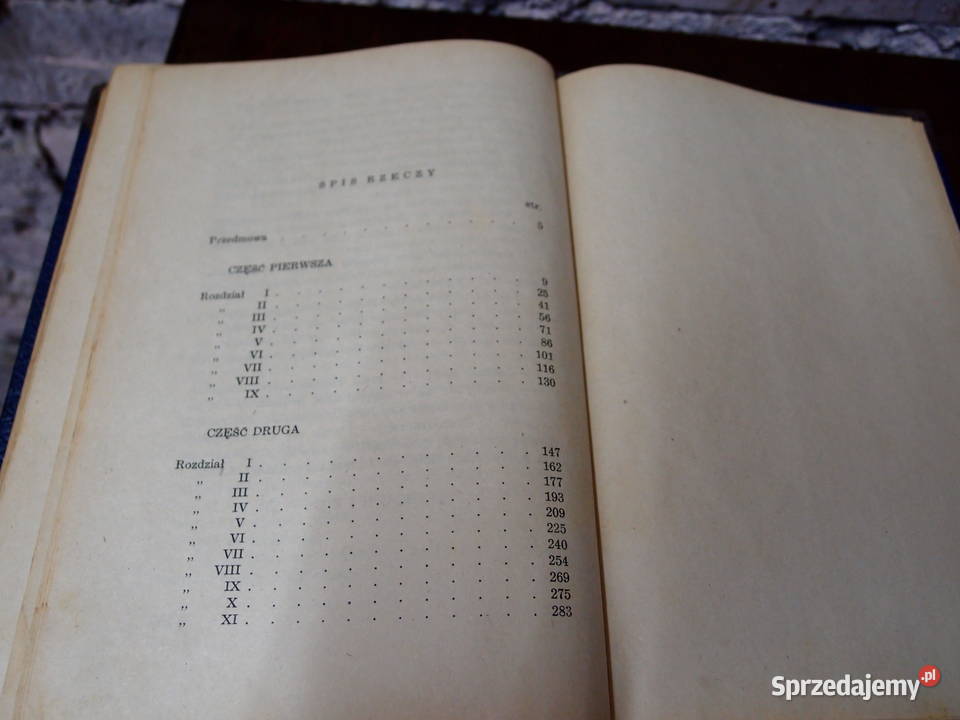 SPIS RZECZY
str.
Przedmowa . . . . . . . . . . . 5
CZĘŚĆ PIERWSZA
Rozdział I . . . . . . . . . . . 9
„ II . . . . . . . . . . . 25
„ III . . . . . . . . . . . 41
„ IV . . . . . . . . . . . 56
„ V . . . . . . . . . . . 71
„ VI . . . . . . . . . . . 86
„ VII . . . . . . . . . . . 101
„ VIII . . . . . . . . . . . 116
„ IX . . . . . . . . . . . 130
CZĘŚĆ DRUGA
Rozdział I . . . . . . . . . . . 147
„ II . . . . . . . . . . . 162
„ III . . . . . . . . . . . 177
„ IV . . . . . . . . . . . 193
„ V . . . . . . . . . . . 209
„ VI . . . . . . . . . . . 225
„ VII . . . . . . . . . . . 240
„ VIII . . . . . . . . . . . 254
„ IX . . . . . . . . . . . 269
„ X . . . . . . . . . . . 275
„ XI . . . . . . . . . . . 283
Sprzedajemy.pl